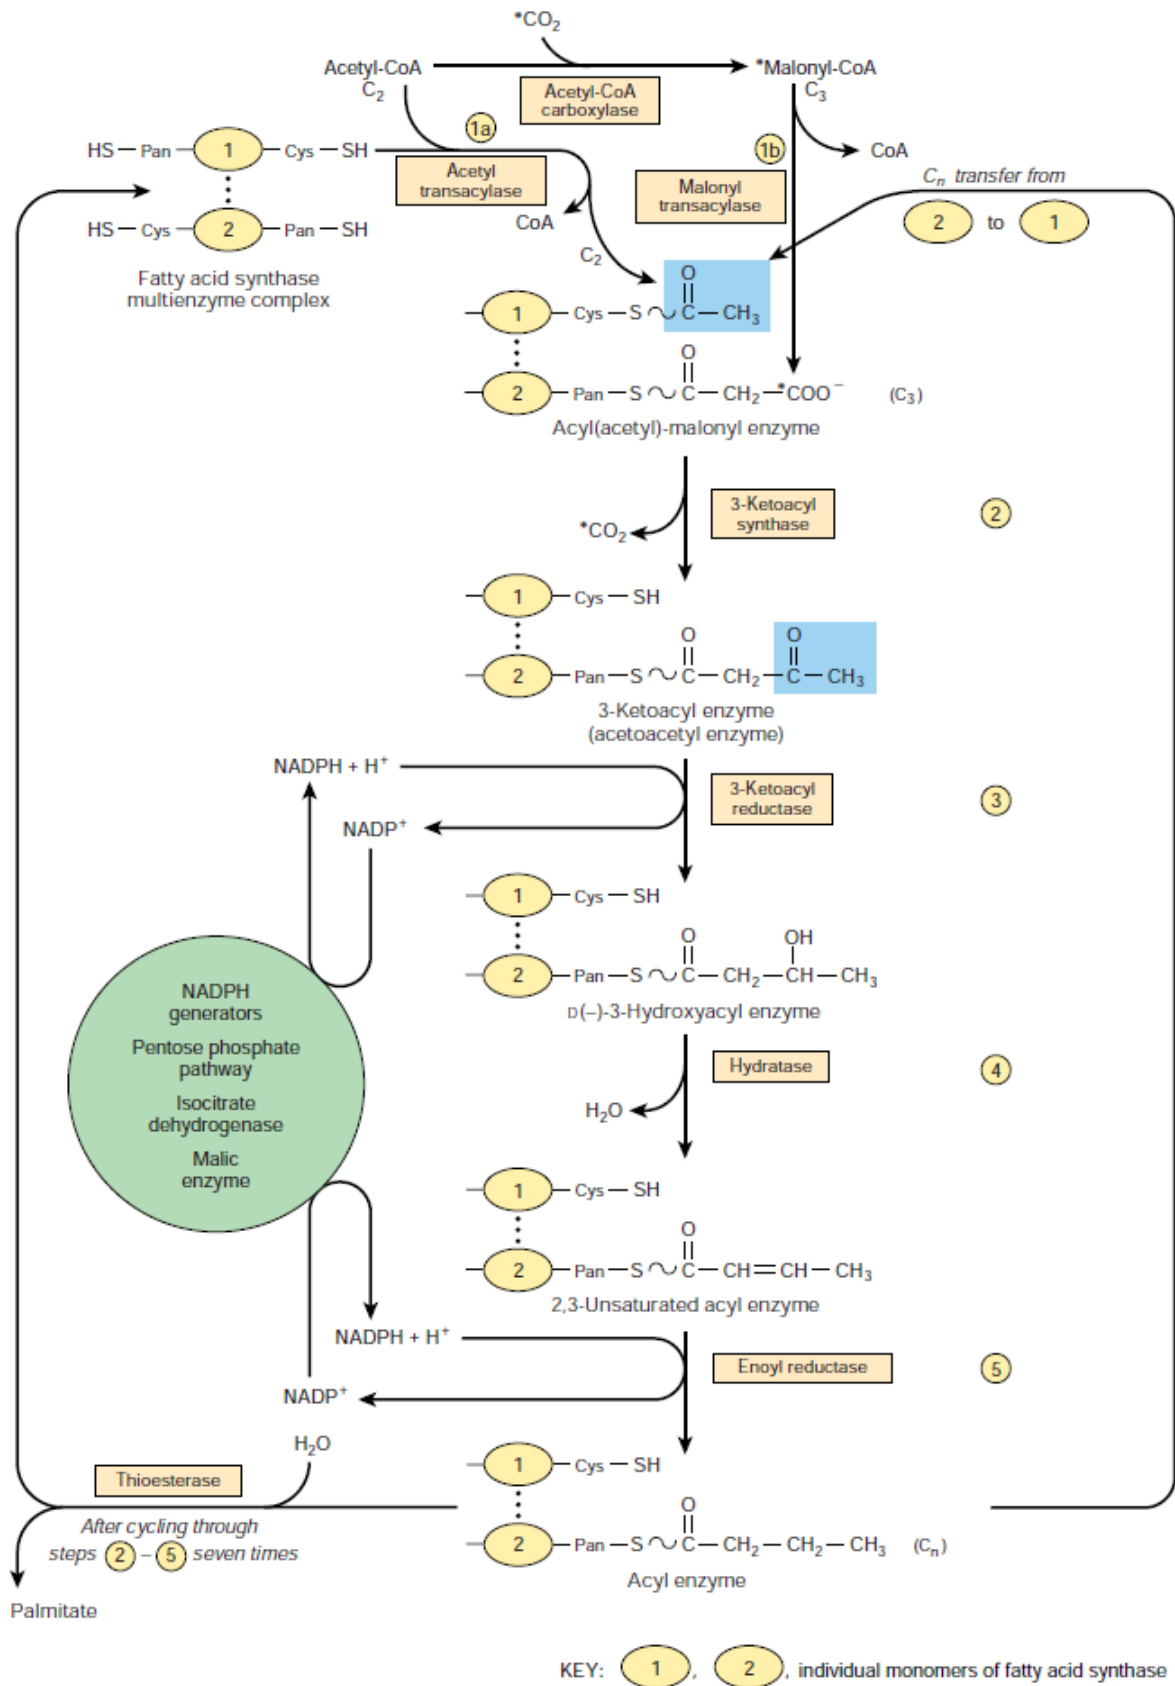 *CO2
Acetyl-CoA
C2
*Malonyl-CoA
C3
Acetyl-CoA
carboxylase
1a
1b
HS — Pan — 1 — Cys — SH
Acetyl
transacylase
CoA
Malonyl
transacylase
CoA
Cn transfer from
2 to 1
HS — Cys — 2 — Pan — SH
Fatty acid synthase
multienzyme complex
C2
O
1 — Cys — S ~ C — CH3
O
2 — Pan — S ~ C — CH2 — *COO− (C3)
Acyl(acetyl)-malonyl enzyme
3-Ketoacyl
synthase
2
*CO2
1 — Cys — SH
O O
2 — Pan — S ~ C — CH2 — C — CH3
3-Ketoacyl enzyme
(acetoacetyl enzyme)
NADPH + H+
3-Ketoacyl
reductase
3
NADP+
1 — Cys — SH
O OH
2 — Pan — S ~ C — CH2 — CH — CH3
D(–)-3-Hydroxyacyl enzyme
NADPH
generators
Pentose phosphate
pathway
Isocitrate
dehydrogenase
Malic
enzyme
Hydratase
4
H2O
1 — Cys — SH
O
2 — Pan — S ~ C — CH=CH — CH3
2,3-Unsaturated acyl enzyme
NADPH + H+
Enoyl reductase
5
NADP+
H2O
Thioesterase
After cycling through
steps 2 – 5 seven times
Palmitate
1 — Cys — SH
O
2 — Pan — S ~ C — CH2 — CH2 — CH3 (Cn)
Acyl enzyme
KEY: 1, 2, individual monomers of fatty acid synthase